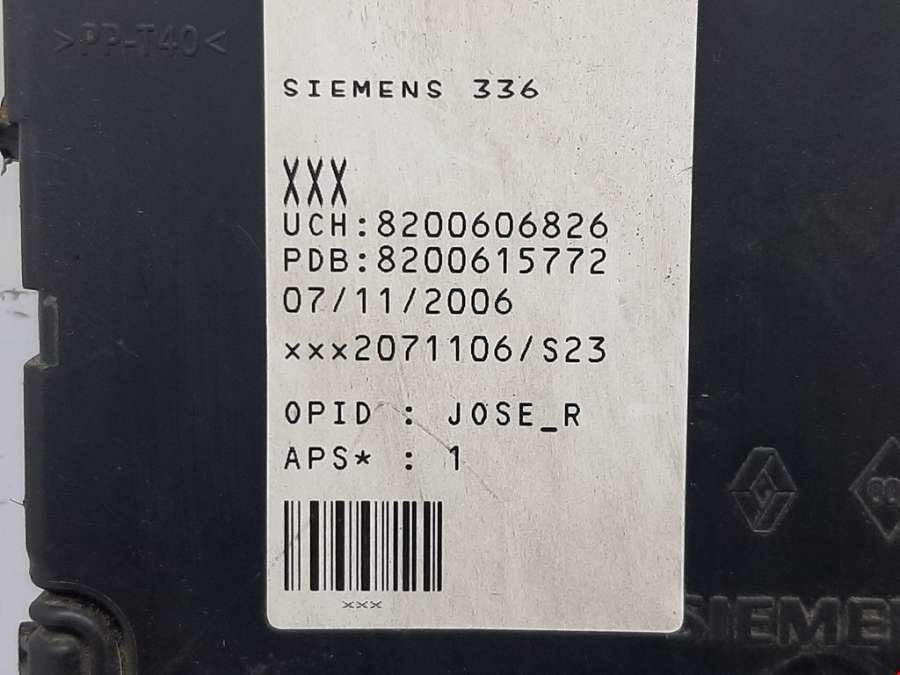 >PP-T40<
SIEMENS 336
XXX
UCH:8200606826
PDB:8200615772
07/11/2006
xxx2071106/S23
OPID : JOSE_R
APS* : 1
xxx
SIEMEN